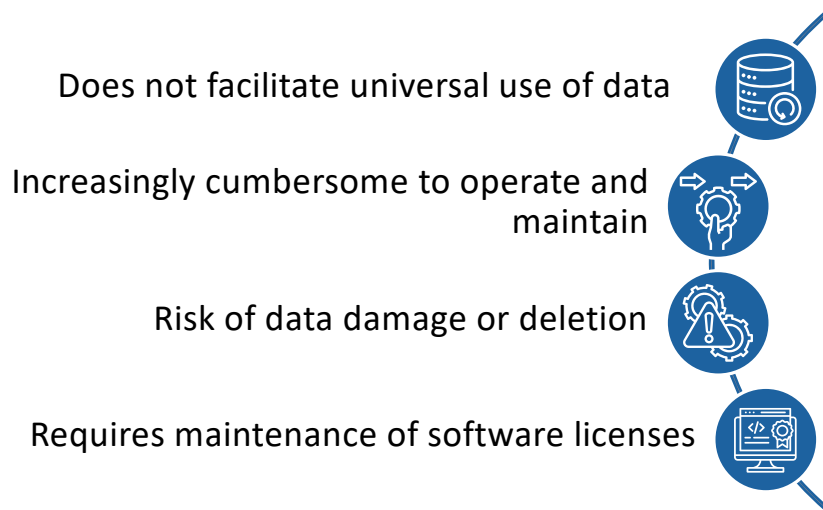 Does not facilitate universal use of data
Increasingly cumbersome to operate and
maintain
Risk of data damage or deletion
Requires maintenance of software licenses